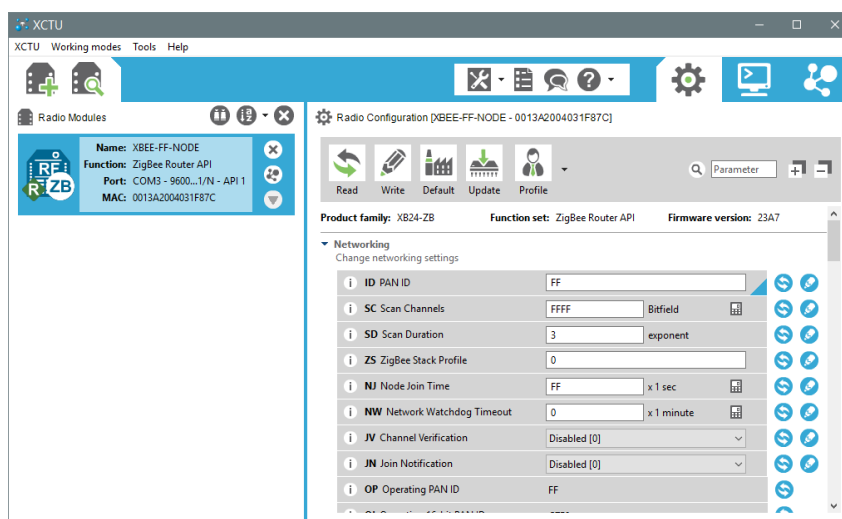 XCTU
XCTU Working modes Tools Help
Radio Modules
Name: XBEE-FF-NODE
Function: ZigBee Router API
Port: COM3 - 9600...1/N - API 1
MAC: 0013A2004031F87C
RF
R ZB
Radio Configuration [XBEE-FF-NODE - 0013A2004031F87C]
Read Write Default Update Profile
Parameter
Product family: XB24-ZB Function set: ZigBee Router API Firmware version: 23A7
Networking
Change networking settings
i ID PAN ID FF
i SC Scan Channels FFFF Bitfield
i SD Scan Duration 3 exponent
i ZS ZigBee Stack Profile 0
i NJ Node Join Time FF x 1 sec
i NW Network Watchdog Timeout 0 x 1 minute
i JV Channel Verification Disabled [0]
i JN Join Notification Disabled [0]
i OP Operating PAN ID FF